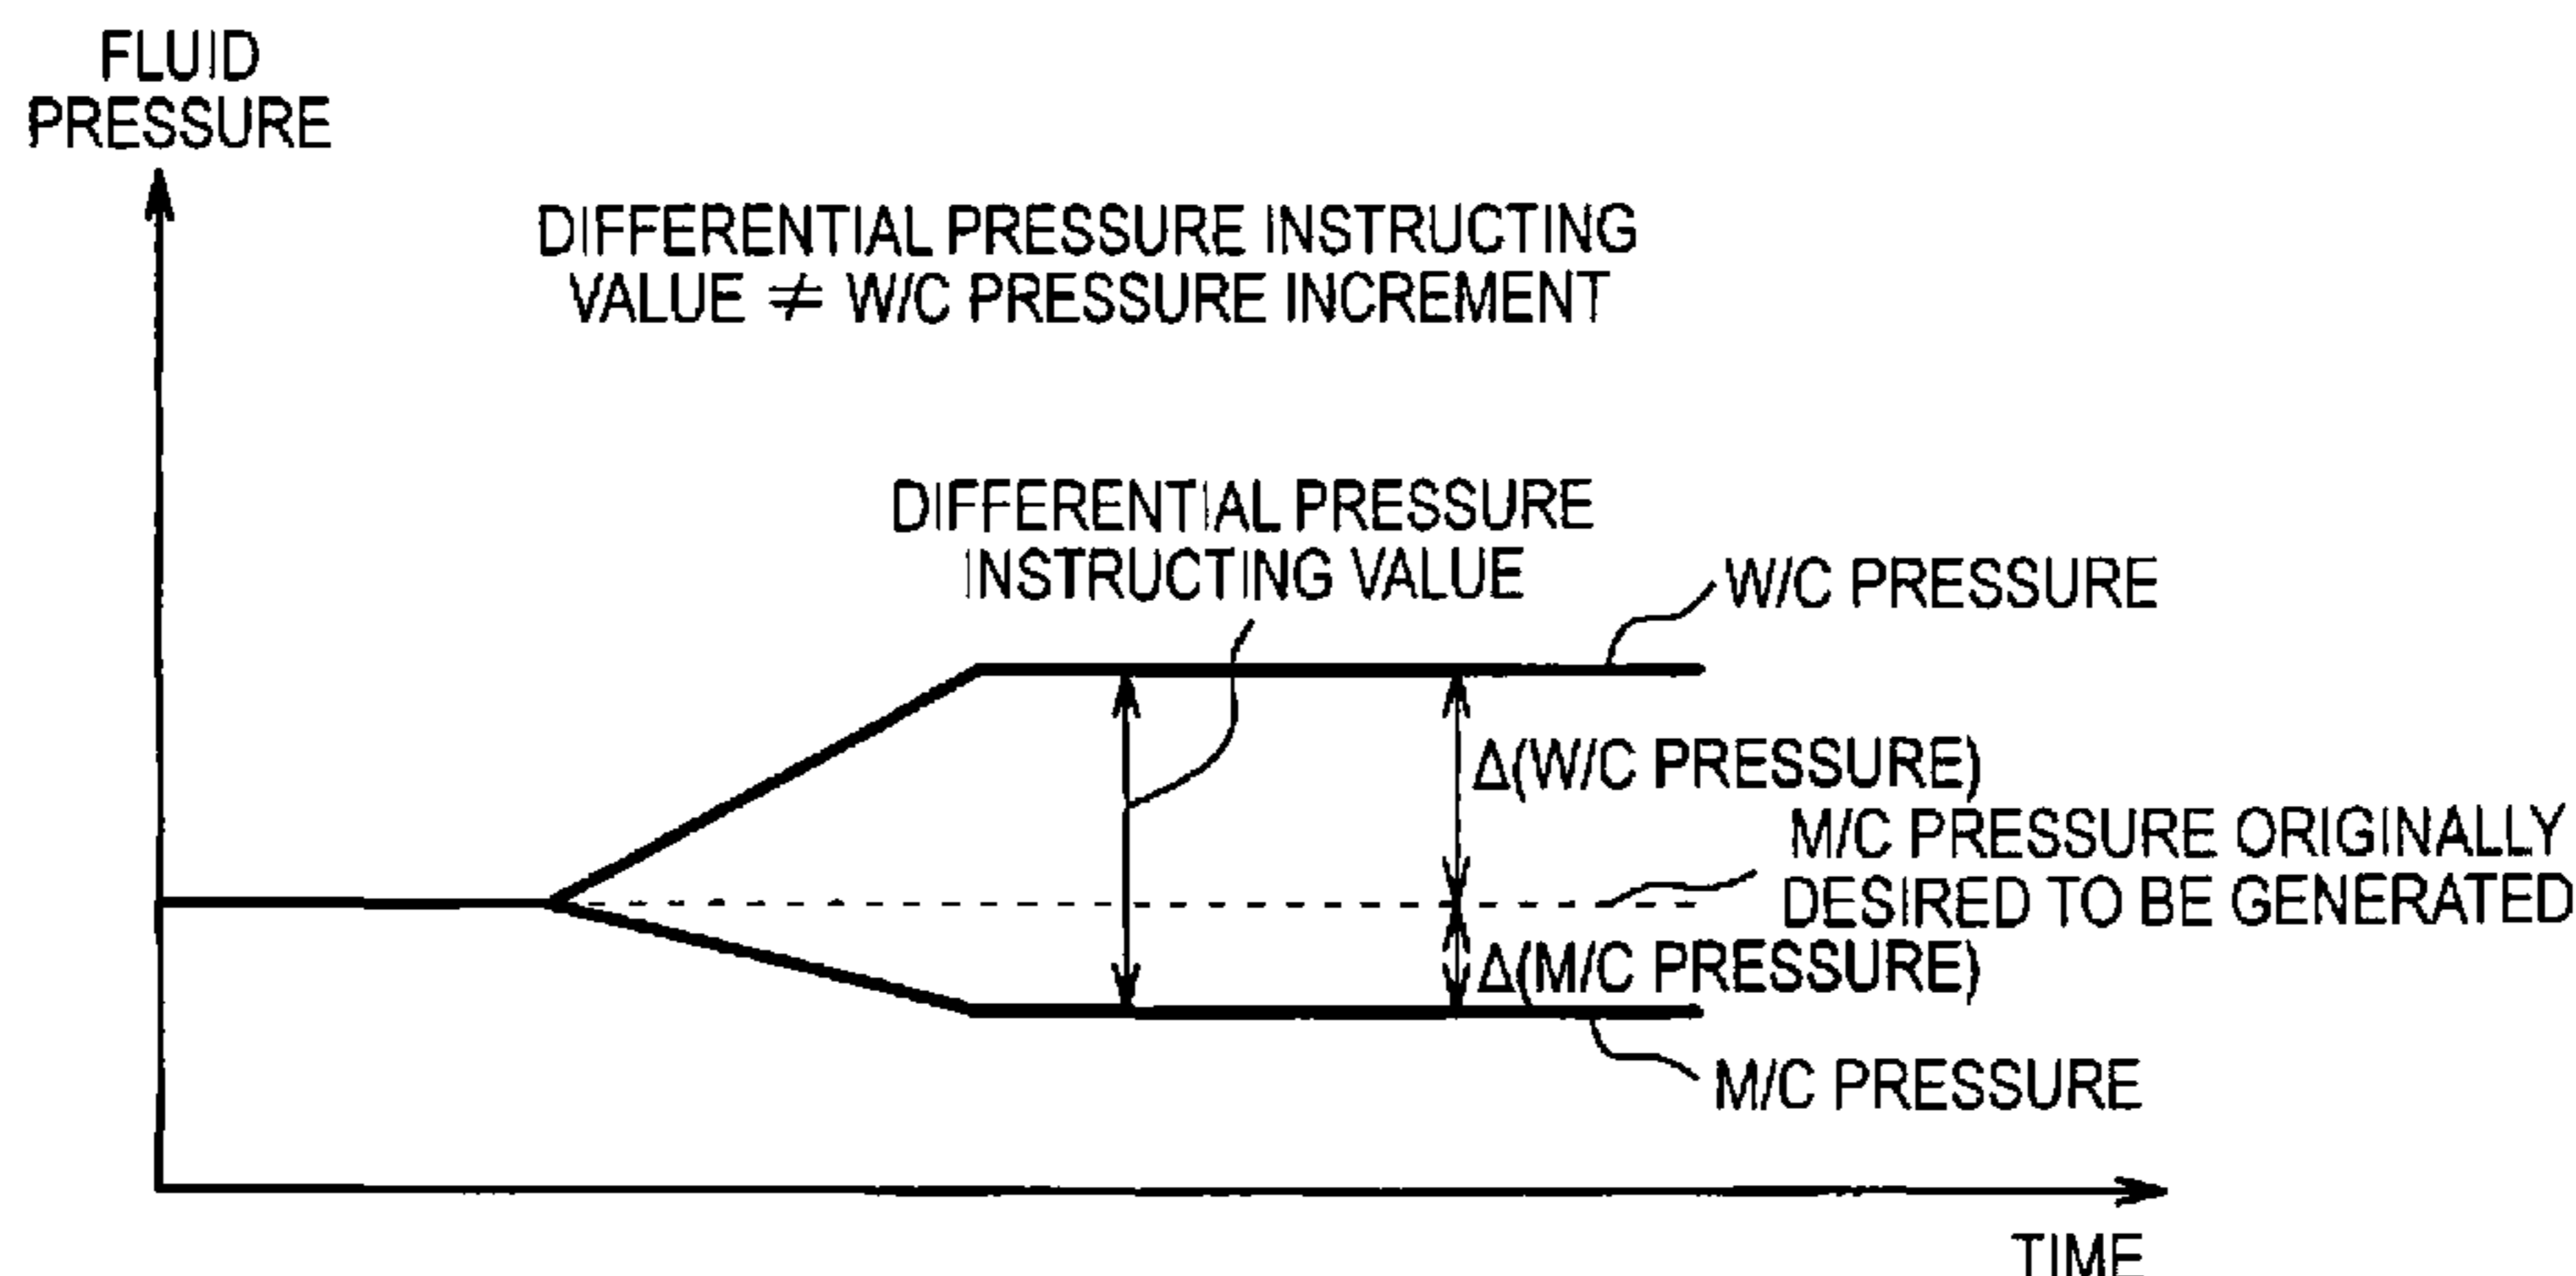 FLUID
PRESSURE
DIFFERENTIAL PRESSURE INSTRUCTING
VALUE ≠ W/C PRESSURE INCREMENT
DIFFERENTIAL PRESSURE
INSTRUCTING VALUE
W/C PRESSURE
Δ(W/C PRESSURE)
M/C PRESSURE ORIGINALLY
DESIRED TO BE GENERATED
Δ(M/C PRESSURE)
M/C PRESSURE
TIME